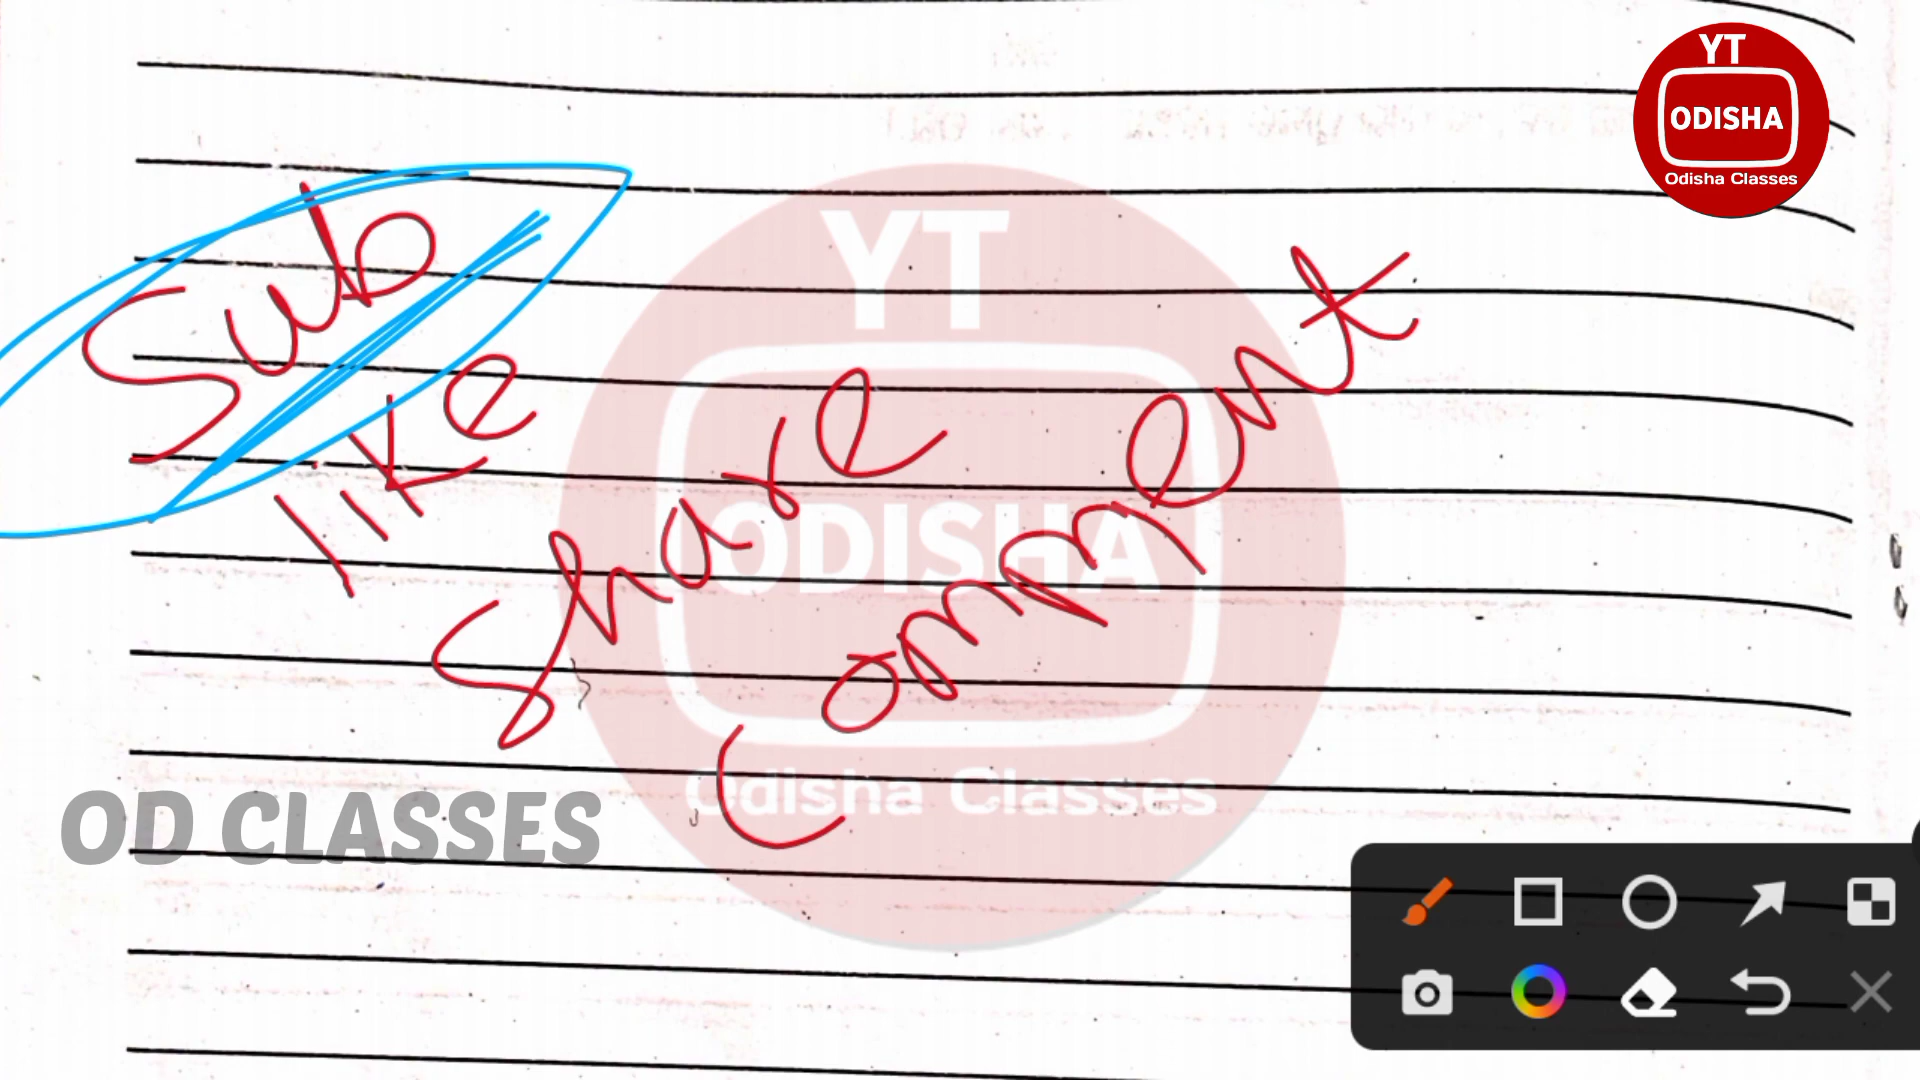 YT
ODISHA
Odisha Classes
Sub
like
Share
Comment
YT
ODISHA
Odisha Classes
OD CLASSES